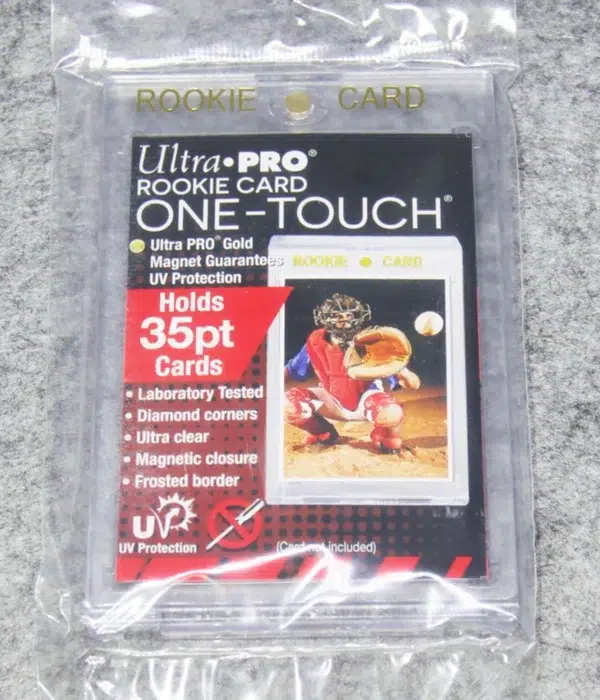 ROOKIE CARD
Ultra•PRO®
ROOKIE CARD
ONE-TOUCH®
Ultra PRO® Gold
Magnet Guarantees
UV Protection
ROOKIE CARD
Holds
35pt
Cards
• Laboratory Tested
• Diamond corners
• Ultra clear
• Magnetic closure
• Frosted border
UV
UV Protection
(Card not included)